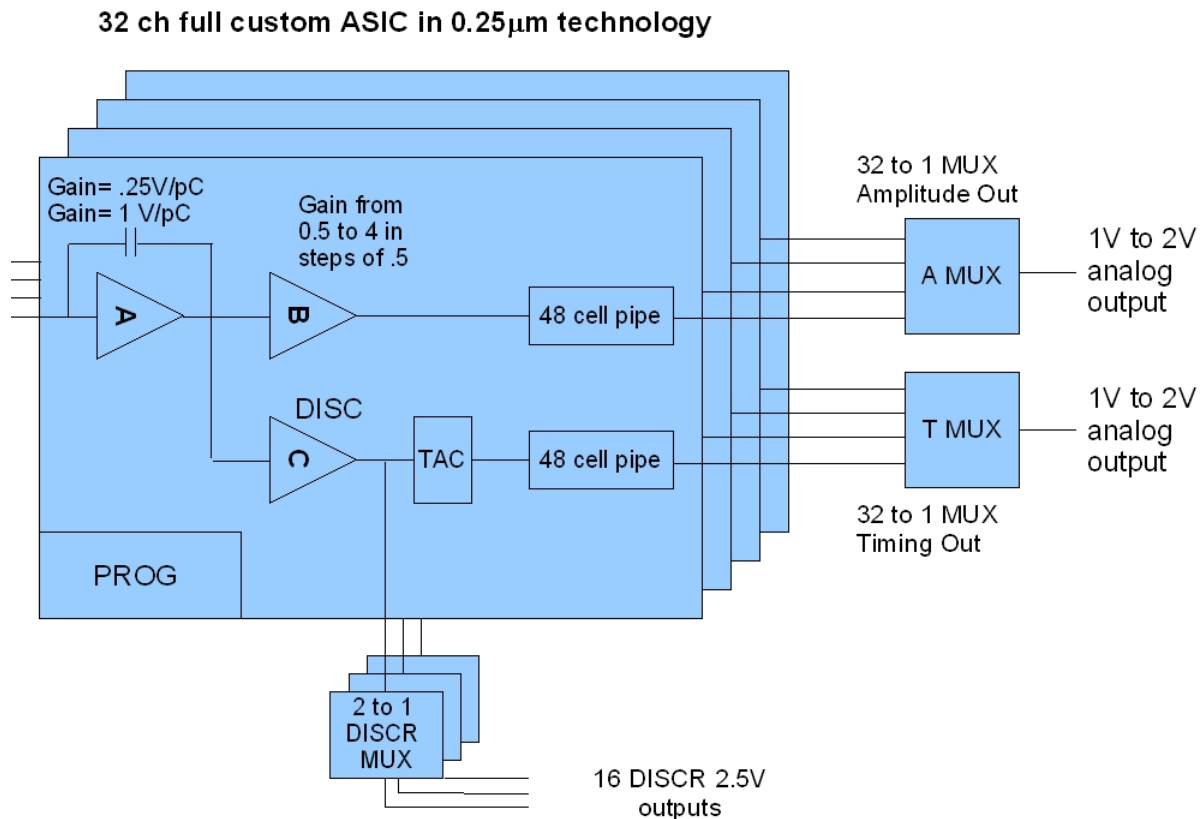 32 ch full custom ASIC in 0.25μm technology
Gain= .25V/pC
Gain= 1 V/pC
Gain from
0.5 to 4 in
steps of .5
A
B
48 cell pipe
32 to 1 MUX
Amplitude Out
A MUX
1V to 2V
analog
output
DISC
C
TAC
48 cell pipe
T MUX
1V to 2V
analog
output
32 to 1 MUX
Timing Out
PROG
2 to 1
DISCR
MUX
16 DISCR 2.5V
outputs